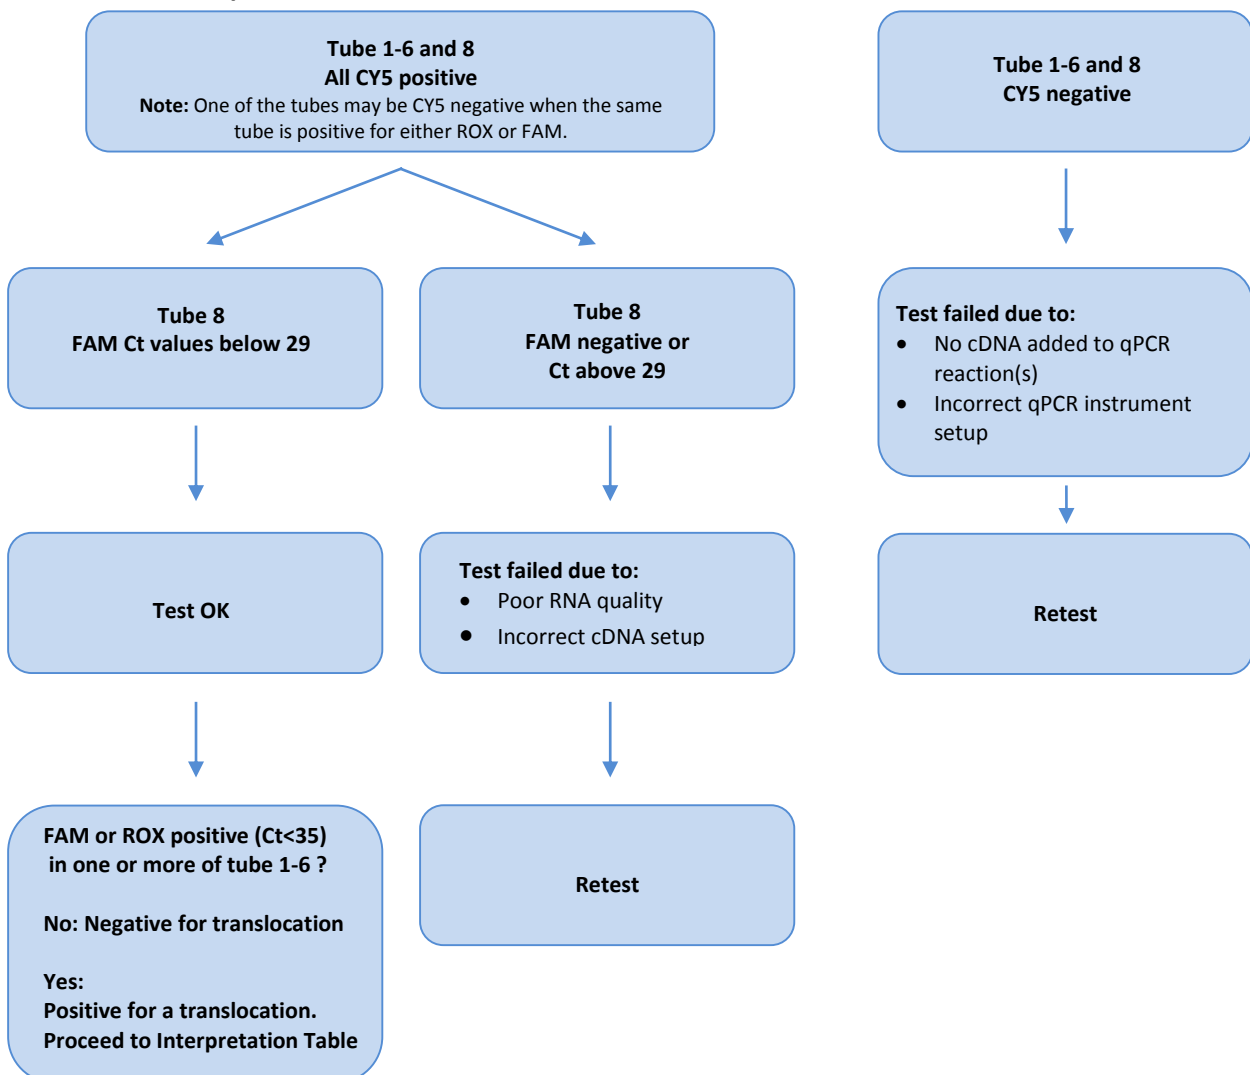 Tube 1-6 and 8
All CY5 positive
Note: One of the tubes may be CY5 negative when the same
tube is positive for either ROX or FAM.
Tube 1-6 and 8
CY5 negative
Tube 8
FAM Ct values below 29
Tube 8
FAM negative or
Ct above 29
Test failed due to:
• No cDNA added to qPCR
reaction(s)
• Incorrect qPCR instrument
setup
Test OK
Test failed due to:
• Poor RNA quality
• Incorrect cDNA setup
Retest
FAM or ROX positive (Ct<35)
in one or more of tube 1-6 ?
No: Negative for translocation
Yes:
Positive for a translocation.
Proceed to Interpretation Table
Retest